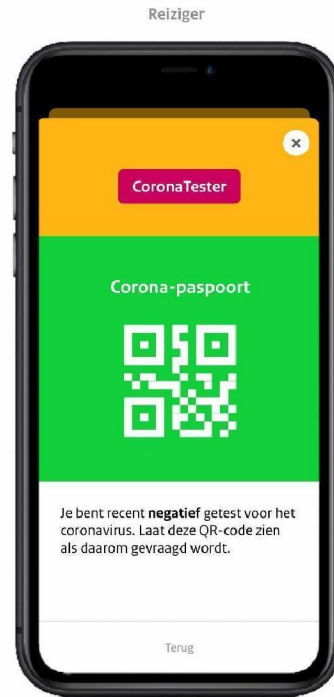 Reiziger
CoronaTester
Corona-paspoort
Je bent recent negatief getest voor het
coronavirus. Laat deze QR-code zien
als daarom gevraagd wordt.
Terug